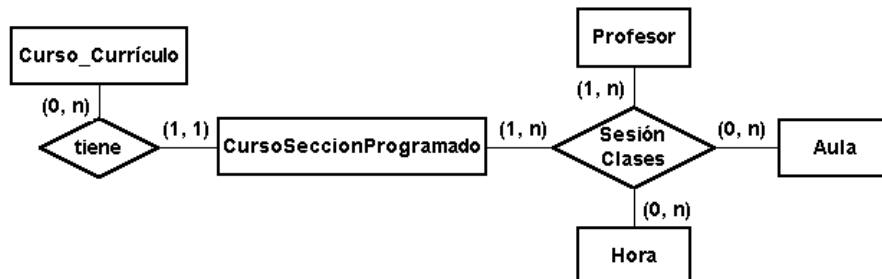 Profesor
Curso_Currículo
(0, n)
(1, n)
tiene
(1, 1)
CursoSeccionProgramado
(1, n)
Sesión
Clases
(0, n)
Aula
(0, n)
Hora